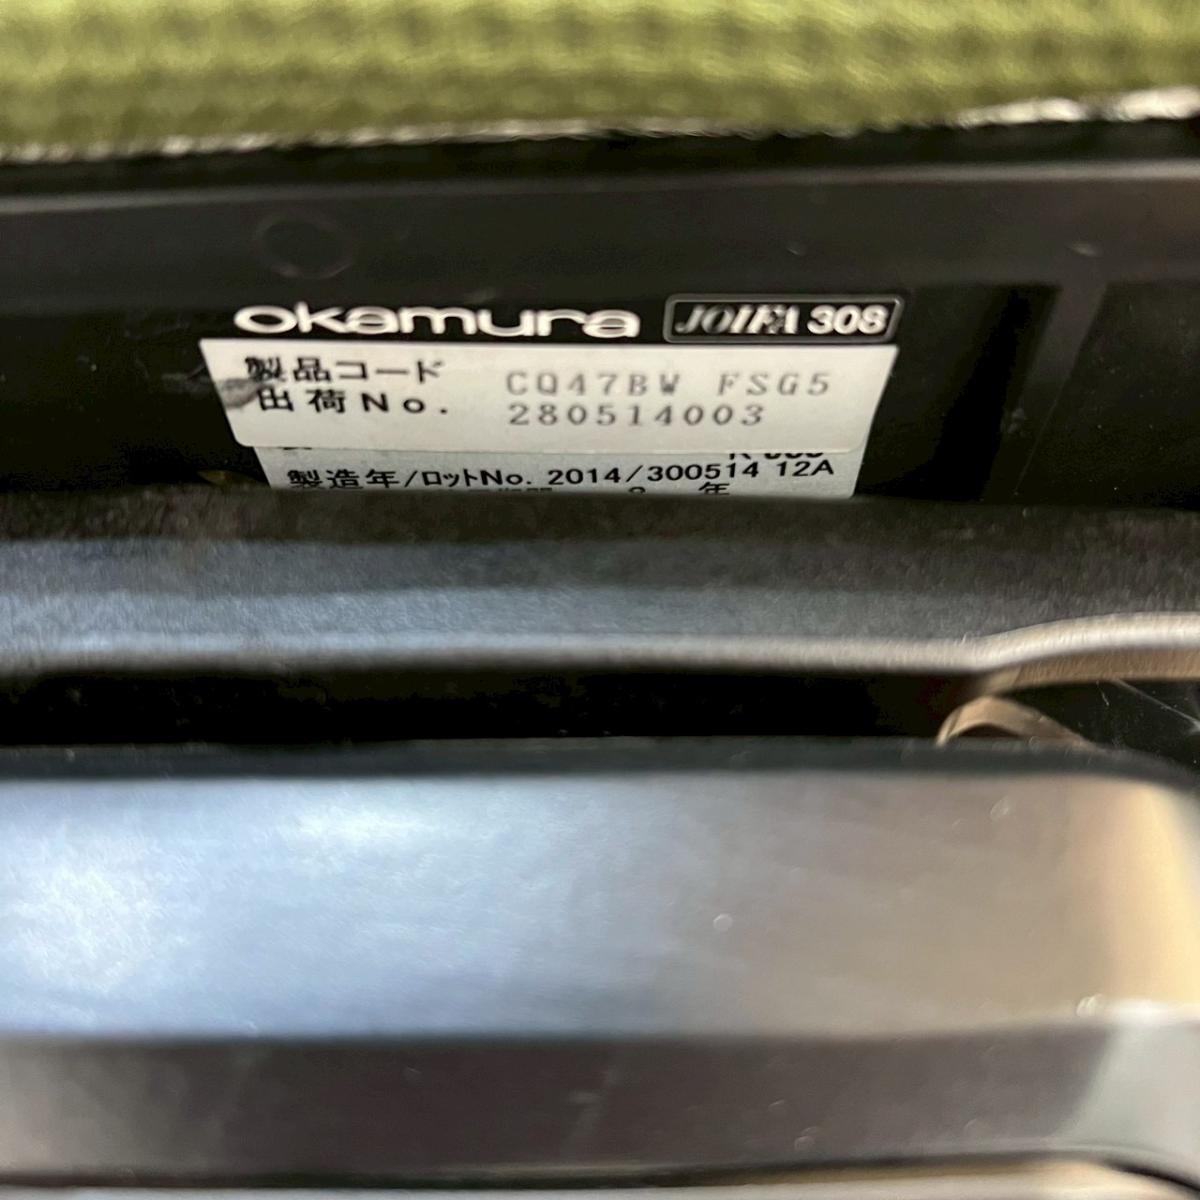 okamura JOIFA 308
製品コード CQ47BW FSG5
出荷No. 280514003
製造年/ロットNo. 2014/300514 12A
年